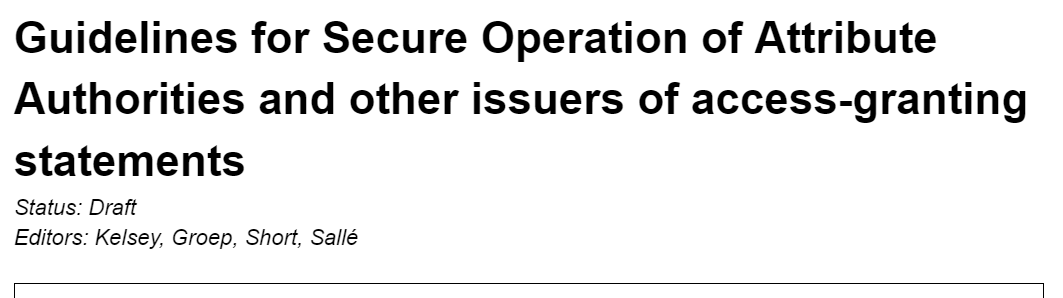 Guidelines for Secure Operation of Attribute
Authorities and other issuers of access-granting
statements
Status: Draft
Editors: Kelsey, Groep, Short, Sallé